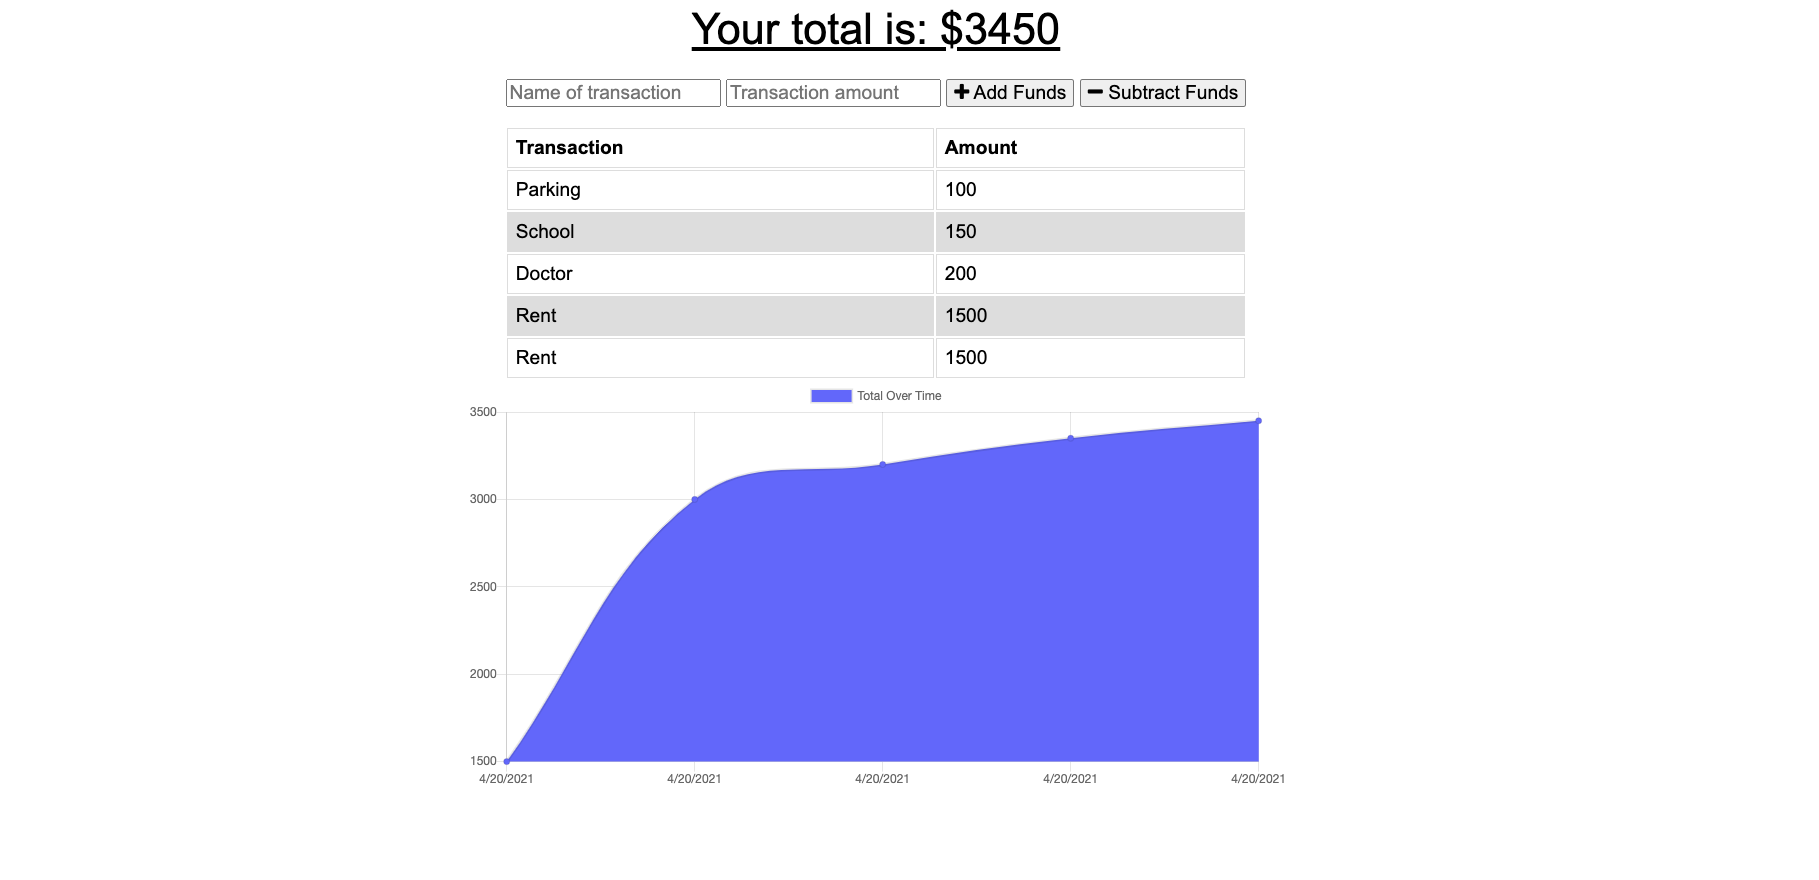 Your total is: $3450
Name of transaction Transaction amount Add Funds Subtract Funds
Transaction Amount
Parking 100
School 150
Doctor 200
Rent 1500
Rent 1500
Total Over Time
3500
3000
2500
2000
1500
4/20/2021 4/20/2021 4/20/2021 4/20/2021 4/20/2021